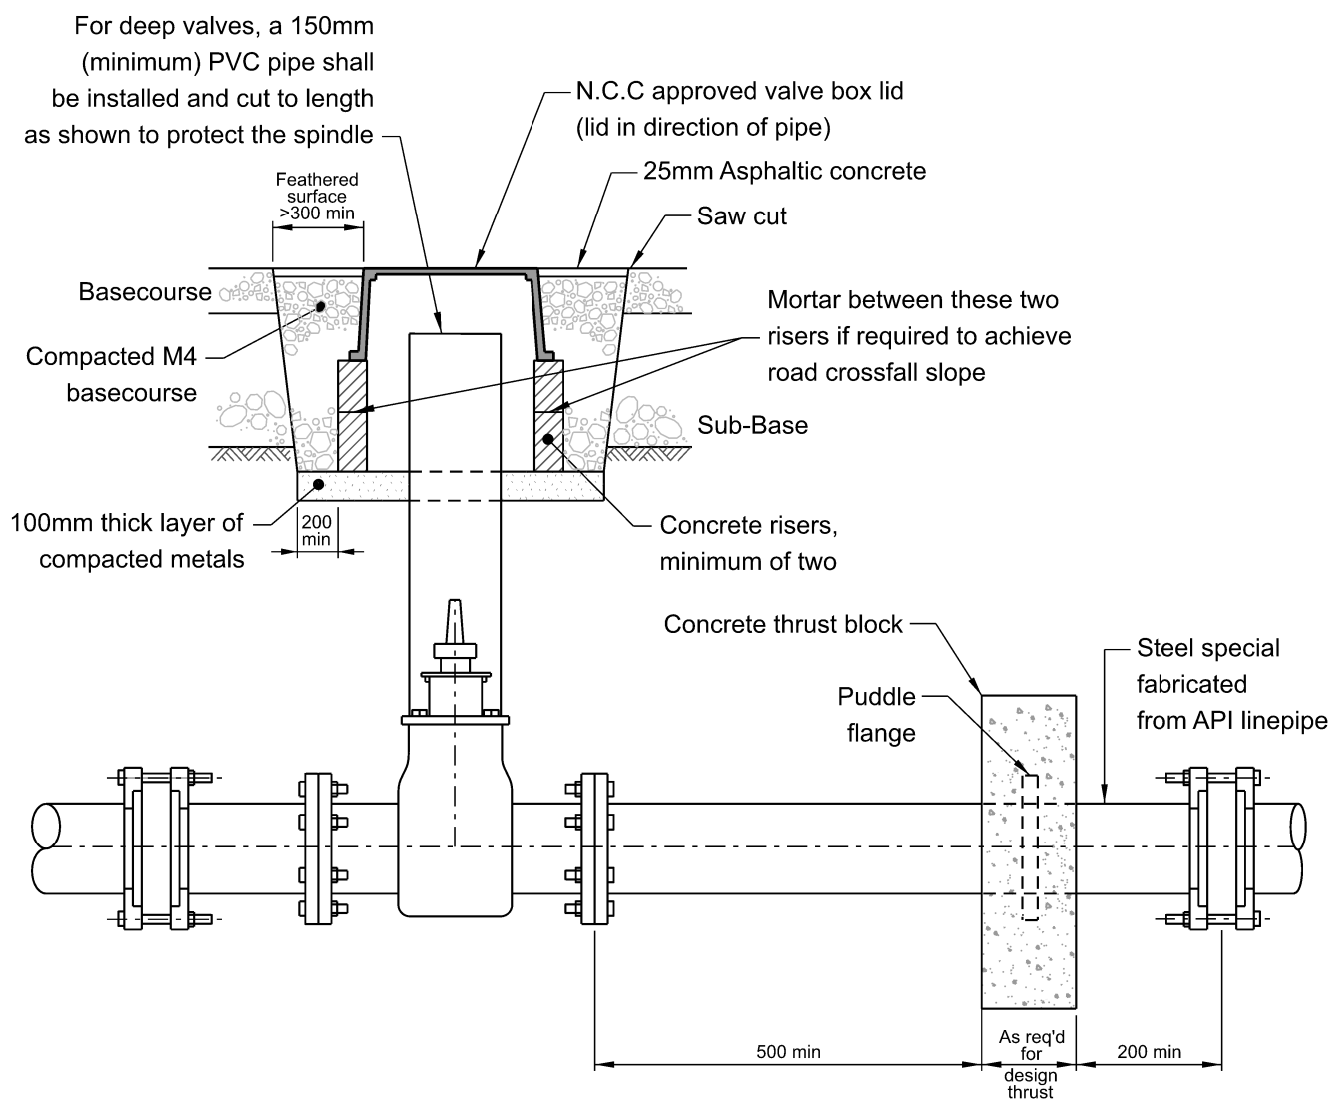 For deep valves, a 150mm
(minimum) PVC pipe shall
be installed and cut to length
as shown to protect the spindle
N.C.C approved valve box lid
(lid in direction of pipe)
25mm Asphaltic concrete
Feathered
surface
>300 min
Saw cut
Basecourse
Mortar between these two
risers if required to achieve
road crossfall slope
Compacted M4
basecourse
Sub-Base
100mm thick layer of
compacted metals
200
min
Concrete risers,
minimum of two
Concrete thrust block
Steel special
fabricated
from API linepipe
Puddle
flange
500 min
As req'd
for
design
thrust
200 min